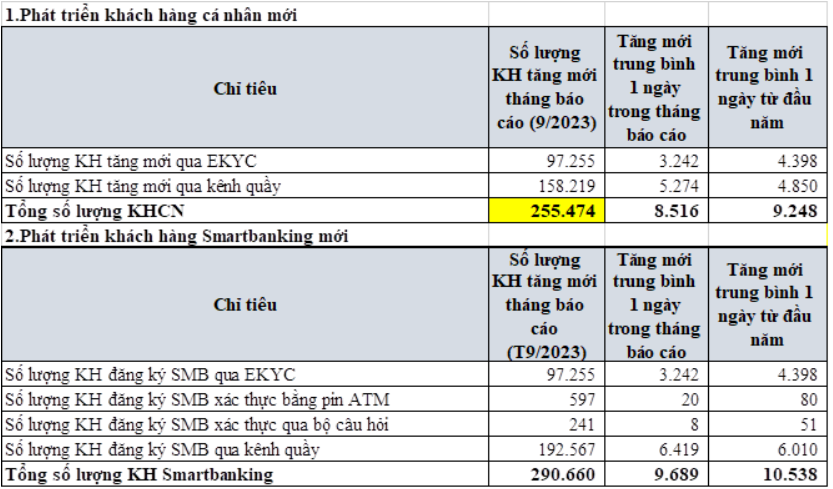 1.Phát triển khách hàng cá nhân mới
Chỉ tiêu
Số lượng
KH tăng mới
tháng báo
cáo (9/2023)
Tăng mới
trung bình
1 ngày
trong tháng
báo cáo
Tăng mới
trung bình 1
ngày từ đầu
năm
Số lượng KH tăng mới qua EKYC 97.255 3.242 4.398
Số lượng KH tăng mới qua kênh quầy 158.219 5.274 4.850
Tổng số lượng KHCN 255.474 8.516 9.248
2.Phát triển khách hàng Smartbanking mới
Chỉ tiêu
Số lượng
KH tăng mới
tháng báo
cáo
(T9/2023)
Tăng mới
trung bình
1 ngày
trong tháng
báo cáo
Tăng mới
trung bình 1
ngày từ đầu
năm
Số lượng KH đăng ký SMB qua EKYC 97.255 3.242 4.398
Số lượng KH đăng ký SMB xác thực bằng pin ATM 597 20 80
Số lượng KH đăng ký SMB xác thực qua bộ câu hỏi 241 8 51
Số lượng KH đăng ký SMB qua kênh quầy 192.567 6.419 6.010
Tổng số lượng KH Smartbanking 290.660 9.689 10.538